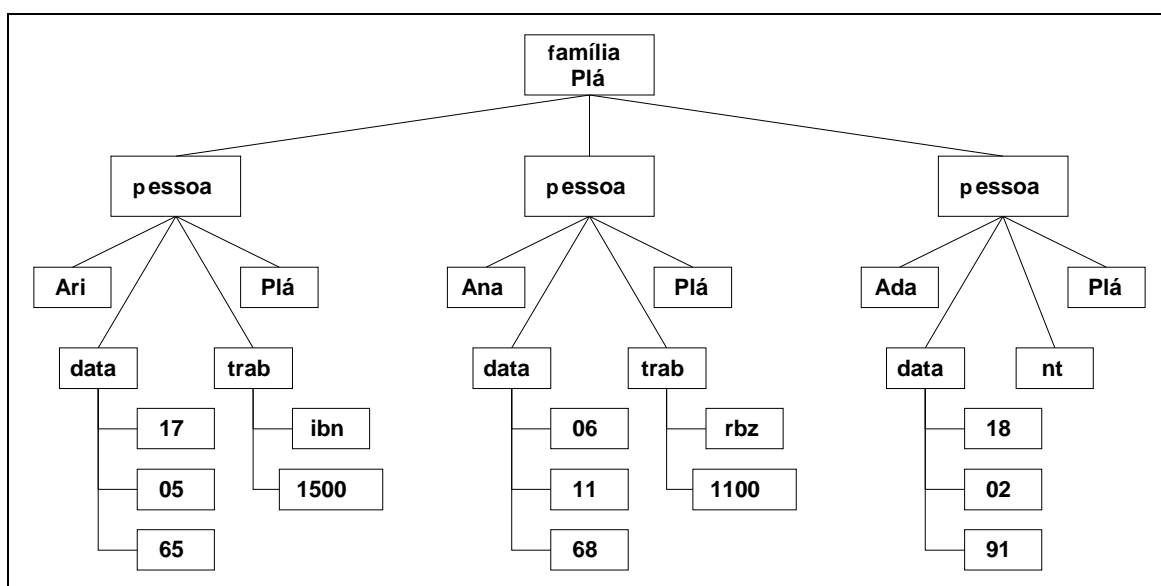 família
Plá
pessoa
pessoa
pessoa
Ari
Plá
Ana
Plá
Ada
Plá
data
trab
data
trab
data
nt
17
ibn
06
rbz
18
05
1500
11
1100
02
65
68
91